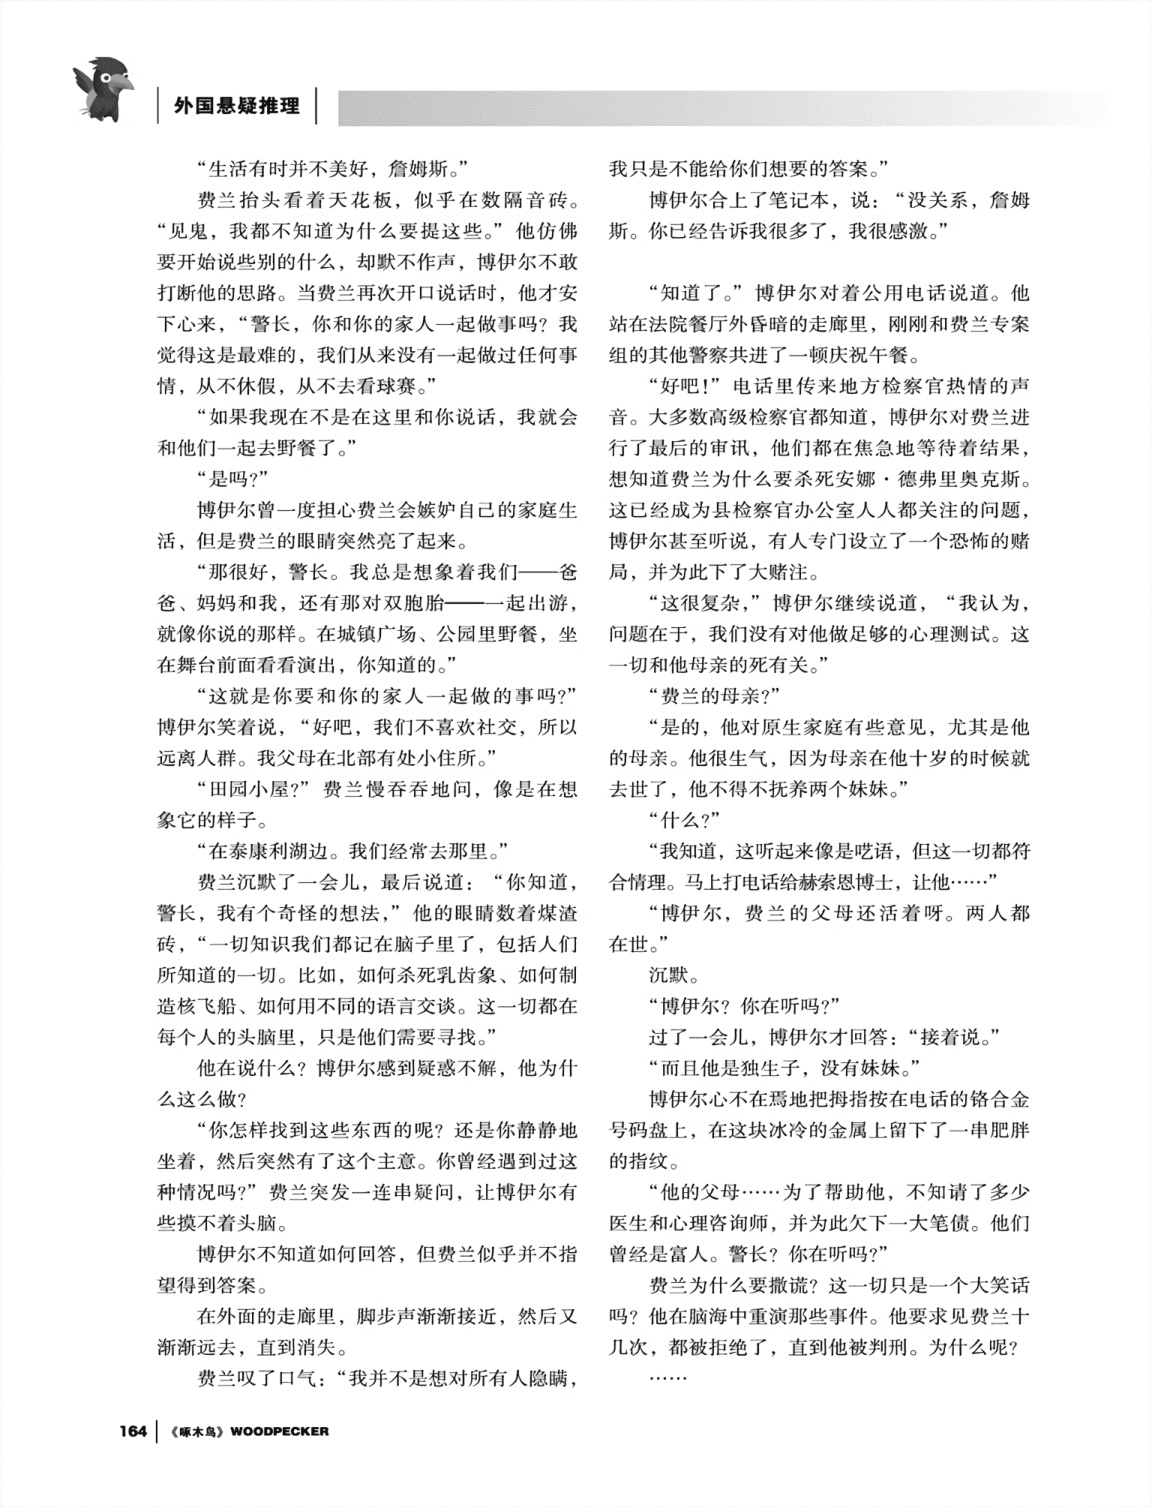 外国悬疑推理
“生活有时并不美好，詹姆斯。”
费兰抬头看着天花板，似乎在数隔音砖。
“见鬼，我都不知道为什么要提这些。”他仿佛
要开始说些别的什么，却默不作声，博伊尔不敢
打断他的思路。当费兰再次开口说话时，他才安
下心来，“警长，你和你的家人一起做事吗？我
觉得这是最难的，我们从来没有一起做过任何事
情，从不休假，从不去看球赛。”
“如果我现在不是在这里和你说话，我就会
和他们一起去野餐了。”
“是吗？”
博伊尔曾一度担心费兰会嫉妒自己的家庭生
活，但是费兰的眼睛突然亮了起来。
“那很好，警长。我总是想象着我们——爸
爸、妈妈和我，还有那对双胞胎——一起出游，
就像你说的那样。在城镇广场、公园里野餐，坐
在舞台前面看看演出，你知道的。”
“这就是你要和你的家人一起做的事吗？”
博伊尔笑着说，“好吧，我们不喜欢社交，所以
远离人群。我父母在北部有处小住所。”
“田园小屋？”费兰慢吞吞地问，像是在想
象它的样子。
“在泰康利湖边。我们经常去那里。”
费兰沉默了一会儿，最后说道：“你知道，
警长，我有个奇怪的想法，”他的眼睛数着煤渣
砖，“一切知识我们都记在脑子里了，包括人们
所知道的一切。比如，如何杀死乳齿象、如何制
造核飞船、如何用不同的语言交谈。这一切都在
每个人的头脑里，只是他们需要寻找。”
他在说什么？博伊尔感到疑惑不解，他为什
么这么做？
“你怎样找到这些东西的呢？还是你静静地
坐着，然后突然有了这个主意。你曾经遇到过这
种情况吗？”费兰突发一连串疑问，让博伊尔有
些摸不着头脑。
博伊尔不知道如何回答，但费兰似乎并不指
望得到答案。
在外面的走廊里，脚步声渐渐接近，然后又
渐渐远去，直到消失。
费兰叹了口气：“我并不是想对所有人隐瞒，
我只是不能给你们想要的答案。”
博伊尔合上了笔记本，说：“没关系，詹姆
斯。你已经告诉我很多了，我很感激。”
“知道了。”博伊尔对着公用电话说道。他
站在法院餐厅外昏暗的走廊里，刚刚和费兰专案
组的其他警察共进了一顿庆祝午餐。
“好吧！”电话里传来地方检察官热情的声
音。大多数高级检察官都知道，博伊尔对费兰进
行了最后的审讯，他们都在焦急地等待着结果，
想知道费兰为什么要杀死安娜·德弗里奥克斯。
这已经成为县检察官办公室人人都关注的问题，
博伊尔甚至听说，有人专门设立了一个恐怖的赌
局，并为此下了大赌注。
“这很复杂，”博伊尔继续说道，“我认为，
问题在于，我们没有对他做足够的心理测试。这
一切和他母亲的死有关。”
“费兰的母亲？”
“是的，他对原生家庭有些意见，尤其是他
的母亲。他很生气，因为母亲在他十岁的时候就
去世了，他不得不抚养两个妹妹。”
“什么？”
“我知道，这听起来像是呓语，但这一切都符
合情理。马上打电话给赫索恩博士，让他……”
“博伊尔，费兰的父母还活着呀。两人都
在世。”
沉默。
“博伊尔？你在听吗？”
过了一会儿，博伊尔才回答：“接着说。”
“而且他是独生子，没有妹妹。”
博伊尔心不在焉地把拇指按在电话的铬合金
号码盘上，在这块冰冷的金属上留下了一串肥胖
的指纹。
“他的父母……为了帮助他，不知请了多少
医生和心理咨询师，并为此欠下一大笔债。他们
曾经是富人。警长？你在听吗？”
费兰为什么要撒谎？这一切只是一个大笑话
吗？他在脑海中重演那些事件。他要求见费兰十
几次，都被拒绝了，直到他被判刑。为什么呢？
……
164 《啄木鸟》WOODPECKER